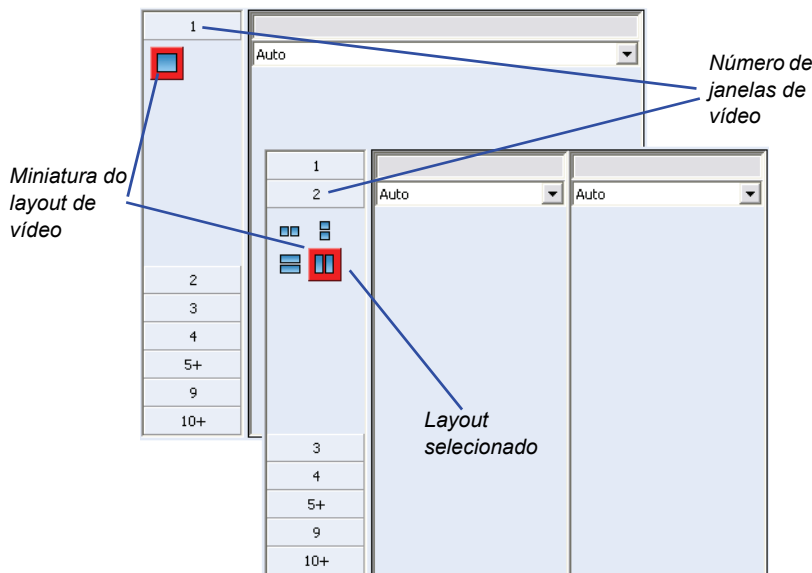 1
Auto
Número de
janelas de
vídeo
Miniatura do
layout de
vídeo
2
3
4
5+
9
10+
1
2
Auto
Auto
Layout
selecionado
3
4
5+
9
10+